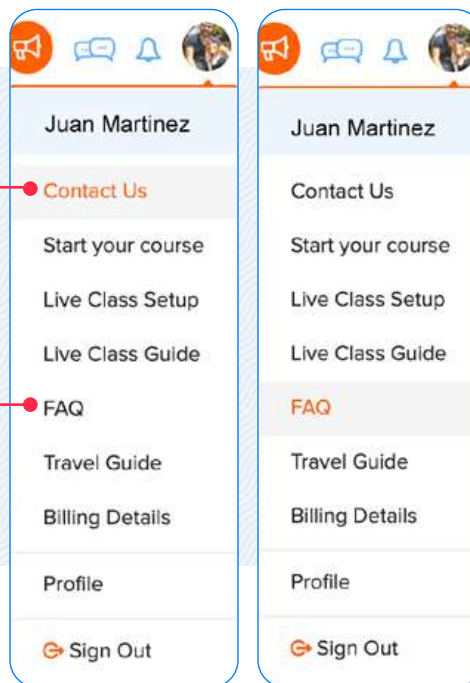 Juan Martinez
Contact Us
Start your course
Live Class Setup
Live Class Guide
FAQ
Travel Guide
Billing Details
Profile
Sign Out
Juan Martinez
Contact Us
Start your course
Live Class Setup
Live Class Guide
FAQ
Travel Guide
Billing Details
Profile
Sign Out